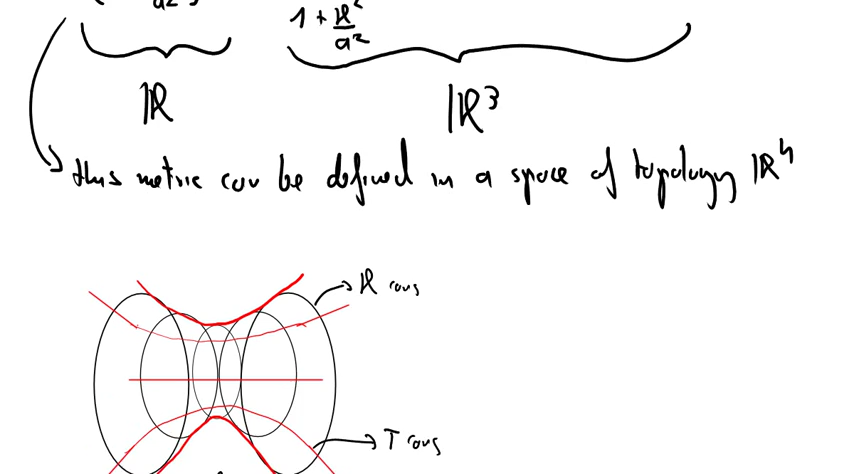 1 + R²/a²
ℝ ℝ³
this metric can be defined in a space of topology ℝ⁴
R cons
T cons